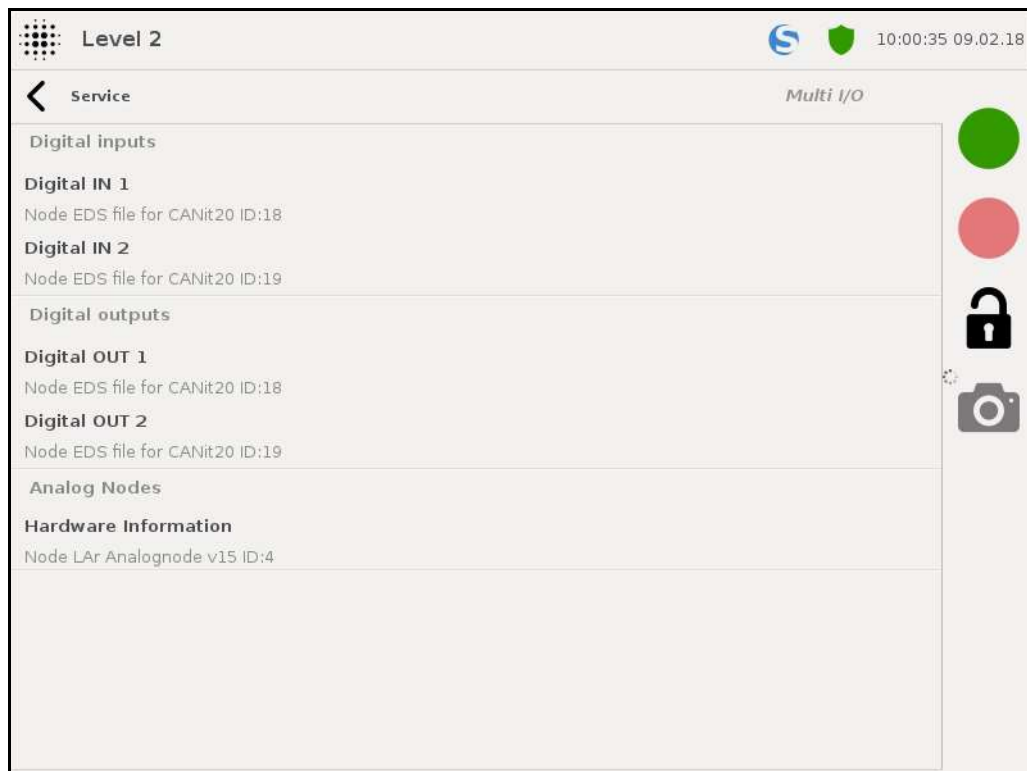 Level 2
10:00:35 09.02.18
Service
Multi I/O
Digital inputs
Digital IN 1
Node EDS file for CANit20 ID:18
Digital IN 2
Node EDS file for CANit20 ID:19
Digital outputs
Digital OUT 1
Node EDS file for CANit20 ID:18
Digital OUT 2
Node EDS file for CANit20 ID:19
Analog Nodes
Hardware Information
Node LAr Analognode v15 ID:4